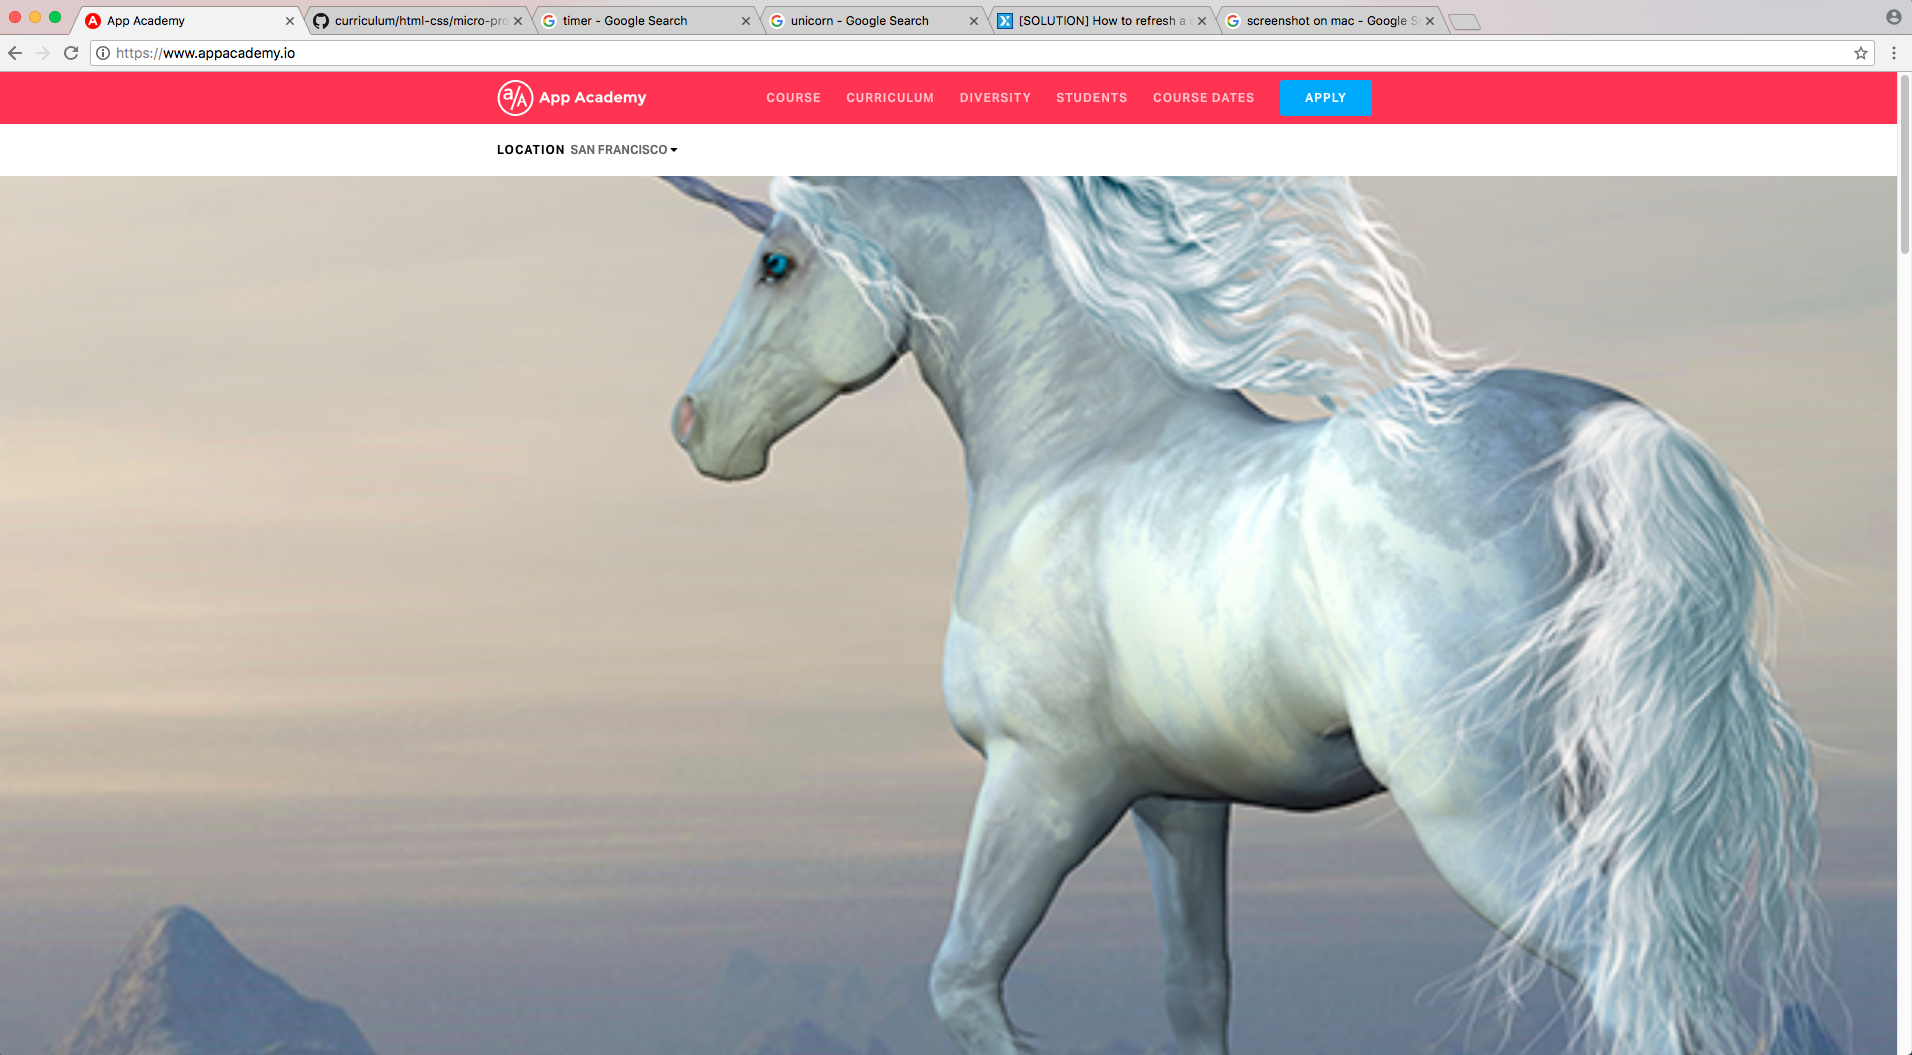 App Academy
curriculum/html-css/micro-pro
timer - Google Search
unicorn - Google Search
[SOLUTION] How to refresh a
screenshot on mac - Google S
https://www.appacademy.io
a/A App Academy
COURSE CURRICULUM DIVERSITY STUDENTS COURSE DATES APPLY
LOCATION SAN FRANCISCO